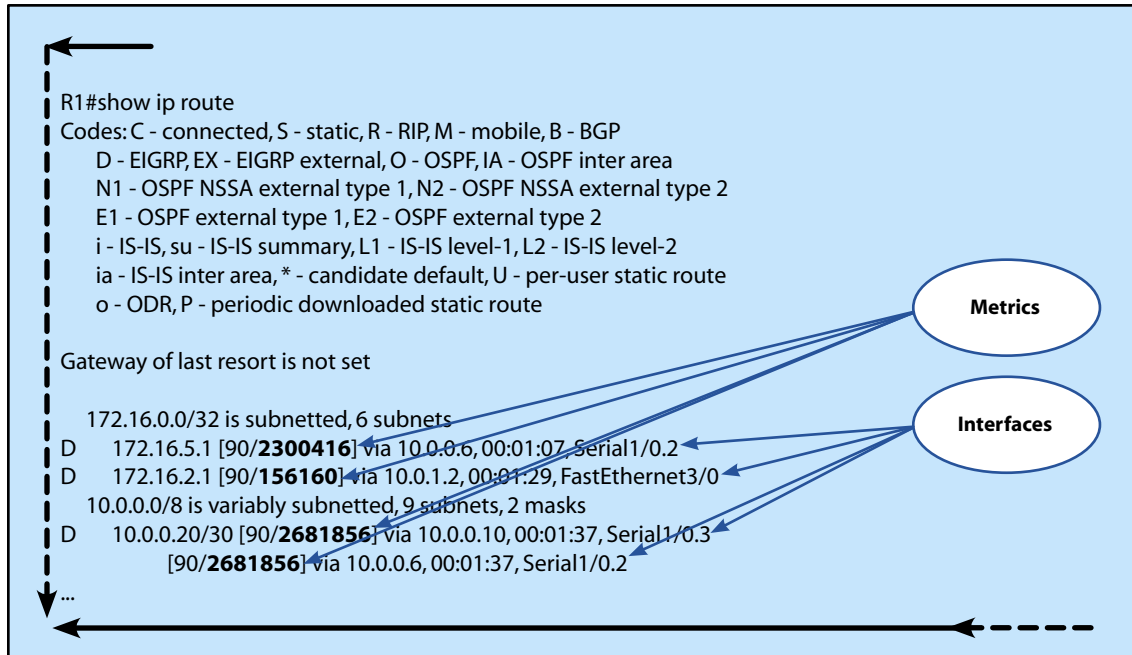 R1#show ip route
Codes: C - connected, S - static, R - RIP, M - mobile, B - BGP
D - EIGRP, EX - EIGRP external, O - OSPF, IA - OSPF inter area
N1 - OSPF NSSA external type 1, N2 - OSPF NSSA external type 2
E1 - OSPF external type 1, E2 - OSPF external type 2
i - IS-IS, su - IS-IS summary, L1 - IS-IS level-1, L2 - IS-IS level-2
ia - IS-IS inter area, * - candidate default, U - per-user static route
o - ODR, P - periodic downloaded static route
Metrics
Gateway of last resort is not set
172.16.0.0/32 is subnetted, 6 subnets
Interfaces
D 172.16.5.1 [90/2300416] via 10.0.0.6, 00:01:07, Serial1/0.2
D 172.16.2.1 [90/156160] via 10.0.1.2, 00:01:29, FastEthernet3/0
10.0.0.0/8 is variably subnetted, 9 subnets, 2 masks
D 10.0.0.20/30 [90/2681856] via 10.0.0.10, 00:01:37, Serial1/0.3
[90/2681856] via 10.0.0.6, 00:01:37, Serial1/0.2
...